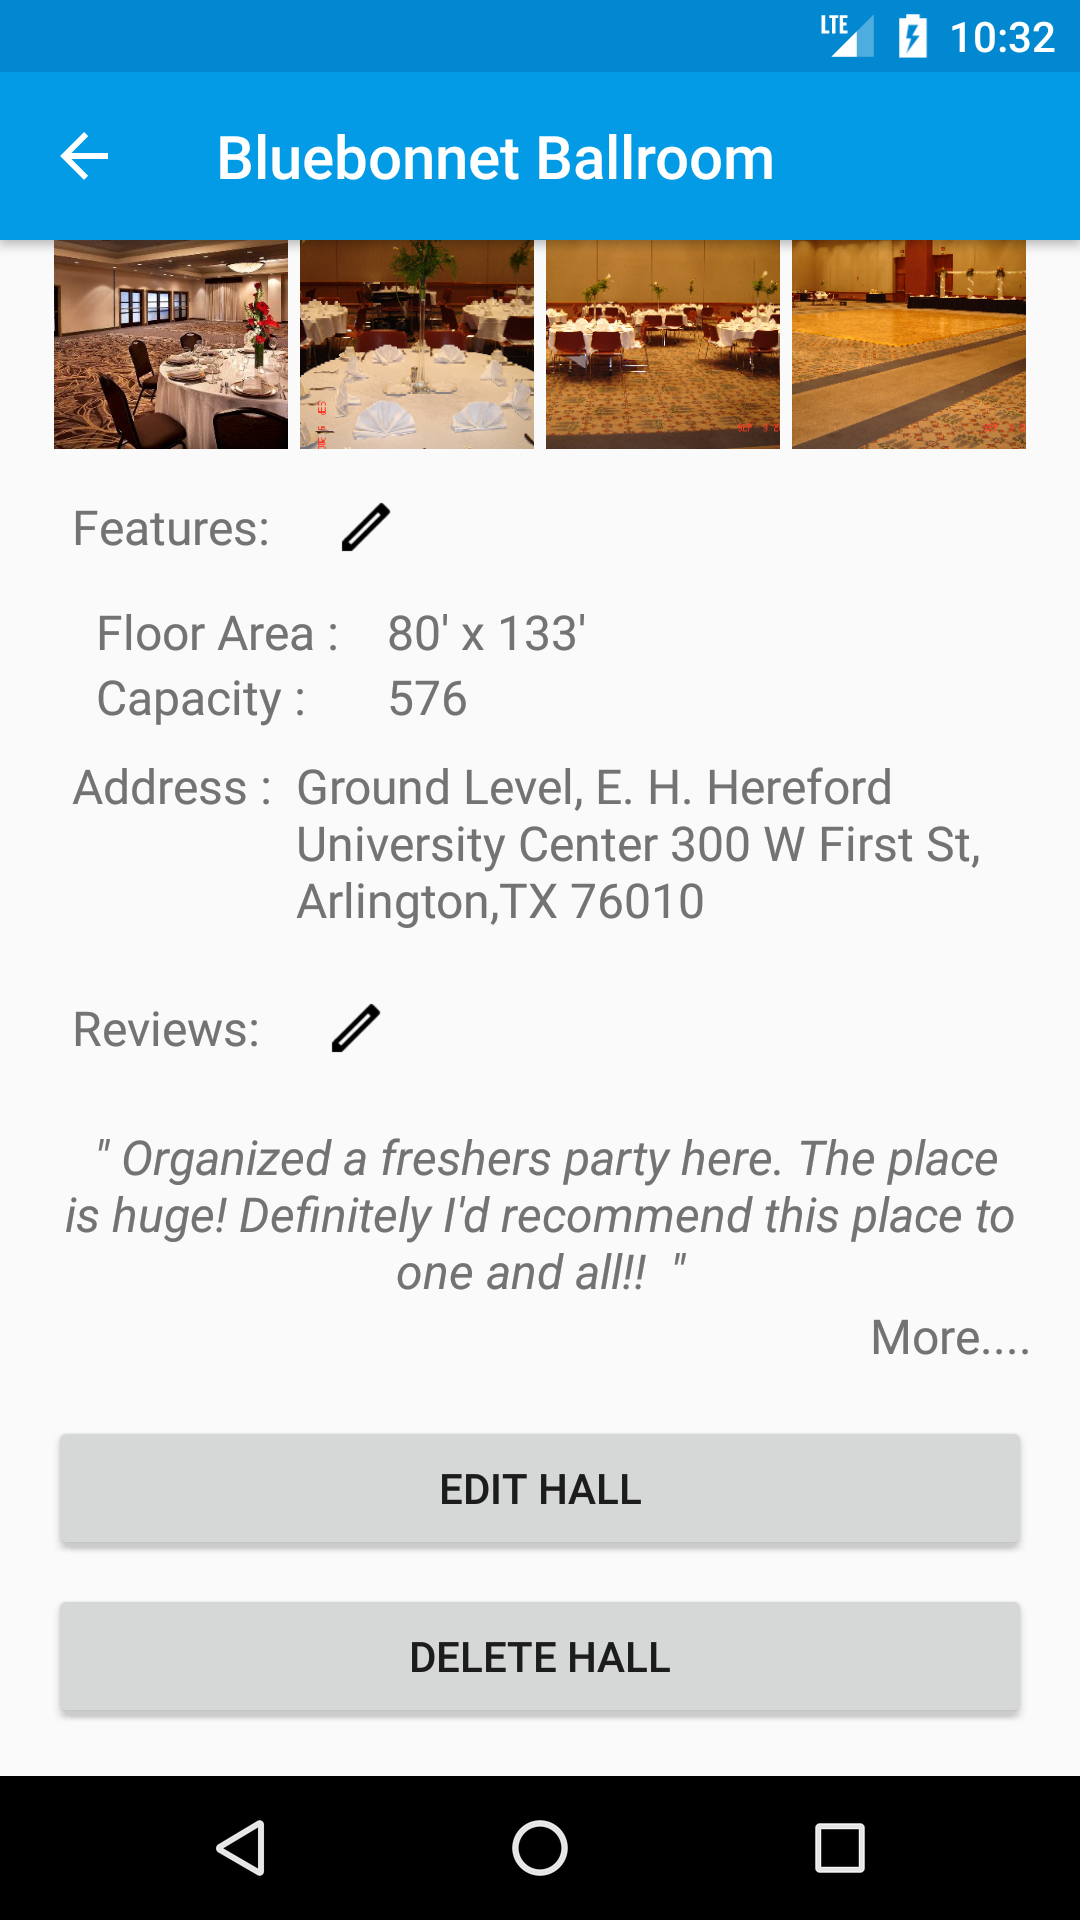 LTE 10:32
Bluebonnet Ballroom
Features:
Floor Area : 80' x 133'
Capacity : 576
Address : Ground Level, E. H. Hereford
University Center 300 W First St,
Arlington,TX 76010
Reviews:
" Organized a freshers party here. The place
is huge! Definitely I'd recommend this place to
one and all!! "
More....
EDIT HALL
DELETE HALL